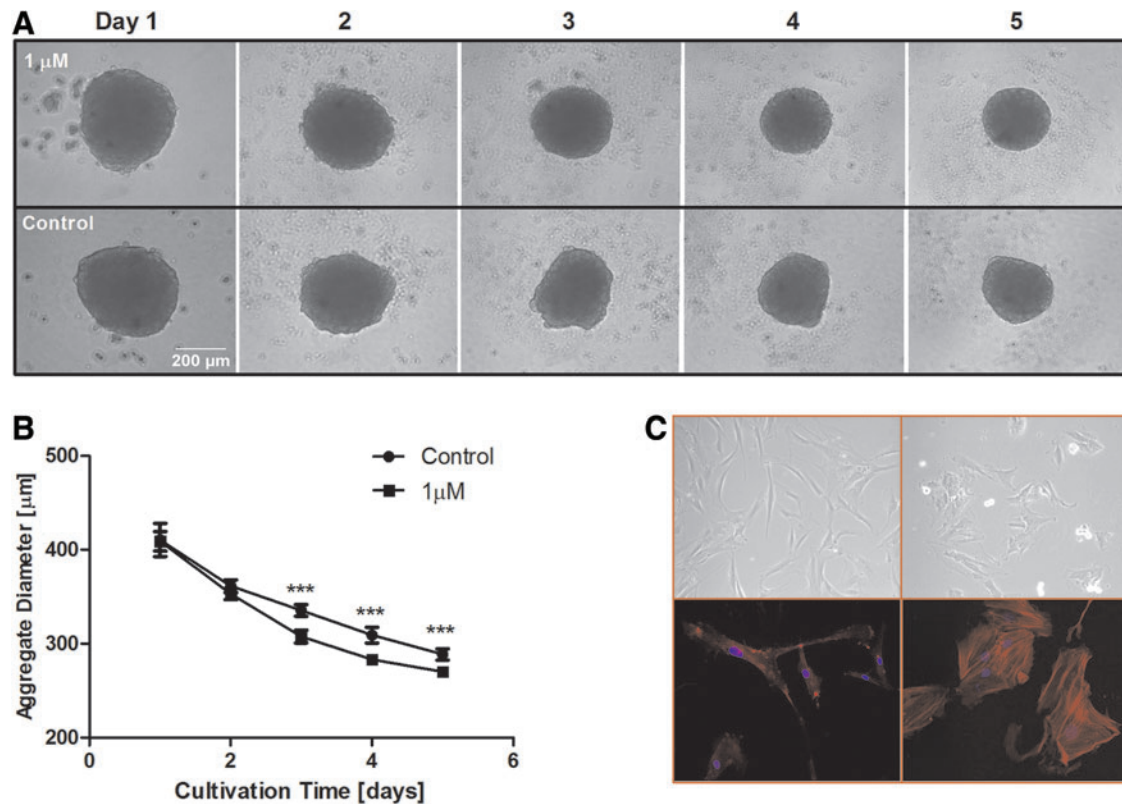 A
Day 1 2 3 4 5
1 µM
Control
200 µm
B
500
400
300
200
0 2 4 6
Aggregate Diameter [µm]
Cultivation Time [days]
Control
1µM
***
***
***
C